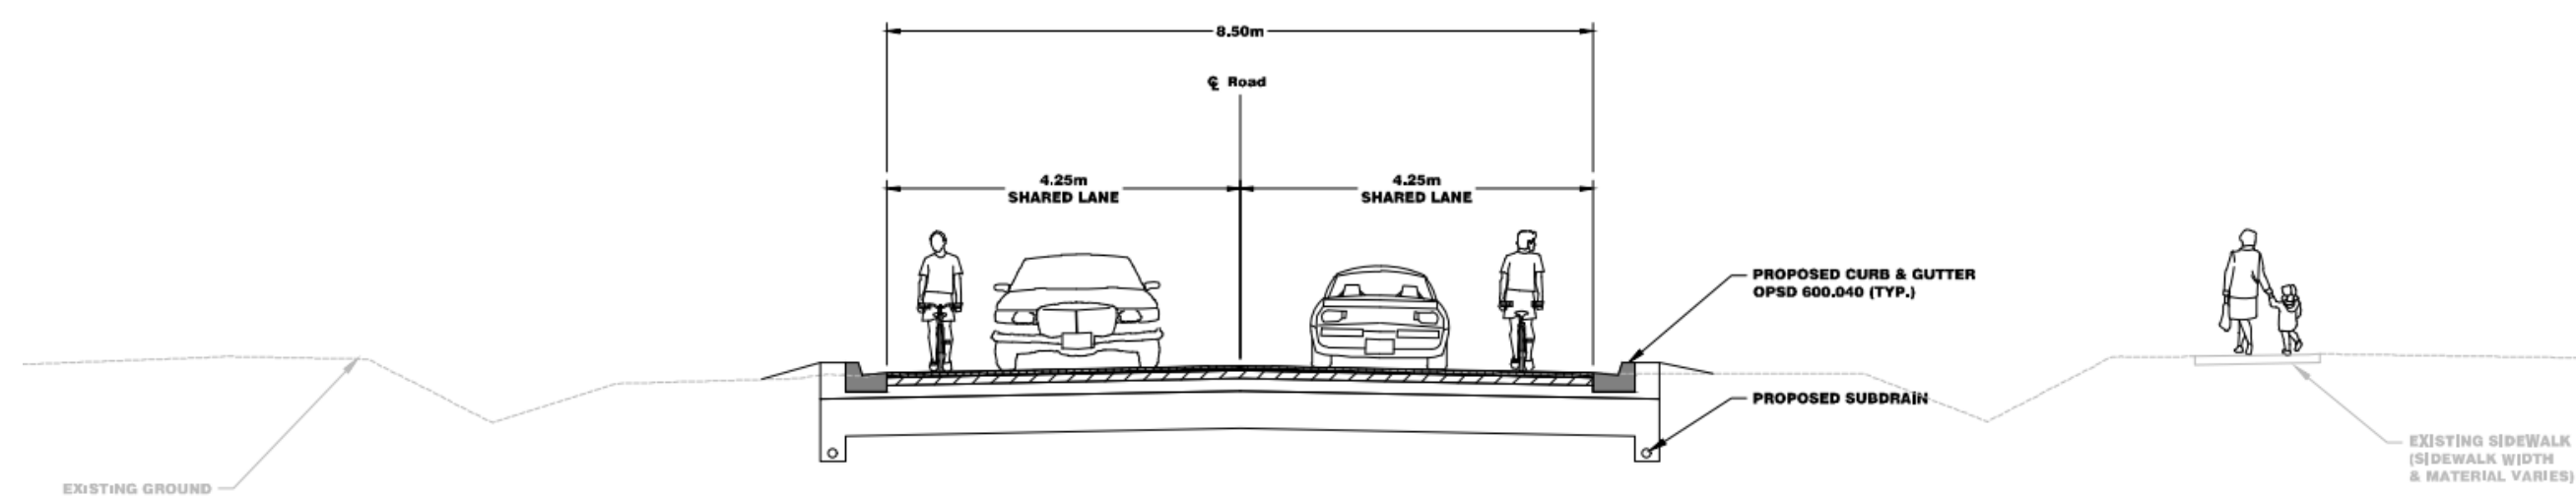 8.50m
℄ Road
4.25m
SHARED LANE
4.25m
SHARED LANE
PROPOSED CURB & GUTTER
OPSD 600.040 (TYP.)
PROPOSED SUBDRAIN
EXISTING SIDEWALK
(SIDEWALK WIDTH
& MATERIAL VARIES)
EXISTING GROUND